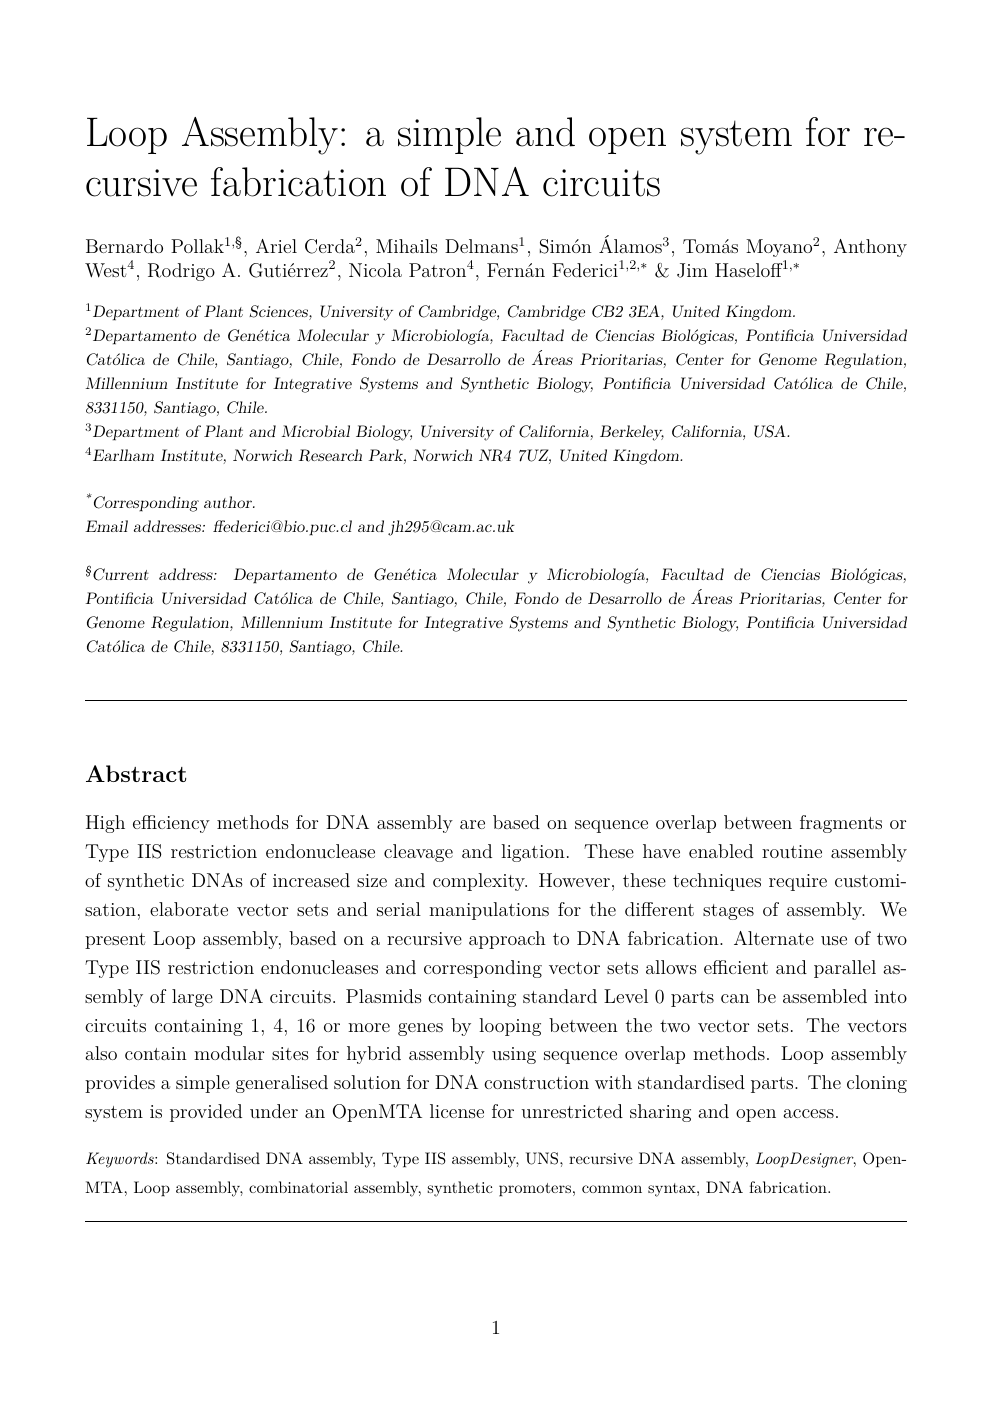 Loop Assembly: a simple and open system for re-
cursive fabrication of DNA circuits
Bernardo Pollak1,§, Ariel Cerda2, Mihails Delmans1, Simón Álamos3, Tomás Moyano2, Anthony
West4, Rodrigo A. Gutiérrez2, Nicola Patron4, Fernán Federici1,2,* & Jim Haseloff1,*
1Department of Plant Sciences, University of Cambridge, Cambridge CB2 3EA, United Kingdom.
2Departamento de Genética Molecular y Microbiología, Facultad de Ciencias Biológicas, Pontificia Universidad
Católica de Chile, Santiago, Chile, Fondo de Desarrollo de Áreas Prioritarias, Center for Genome Regulation,
Millennium Institute for Integrative Systems and Synthetic Biology, Pontificia Universidad Católica de Chile,
8331150, Santiago, Chile.
3Department of Plant and Microbial Biology, University of California, Berkeley, California, USA.
4Earlham Institute, Norwich Research Park, Norwich NR4 7UZ, United Kingdom.
*Corresponding author.
Email addresses: ffederici@bio.puc.cl and jh295@cam.ac.uk
§Current address: Departamento de Genética Molecular y Microbiología, Facultad de Ciencias Biológicas,
Pontificia Universidad Católica de Chile, Santiago, Chile, Fondo de Desarrollo de Áreas Prioritarias, Center for
Genome Regulation, Millennium Institute for Integrative Systems and Synthetic Biology, Pontificia Universidad
Católica de Chile, 8331150, Santiago, Chile.
Abstract
High efficiency methods for DNA assembly are based on sequence overlap between fragments or
Type IIS restriction endonuclease cleavage and ligation. These have enabled routine assembly
of synthetic DNAs of increased size and complexity. However, these techniques require customi-
sation, elaborate vector sets and serial manipulations for the different stages of assembly. We
present Loop assembly, based on a recursive approach to DNA fabrication. Alternate use of two
Type IIS restriction endonucleases and corresponding vector sets allows efficient and parallel as-
sembly of large DNA circuits. Plasmids containing standard Level 0 parts can be assembled into
circuits containing 1, 4, 16 or more genes by looping between the two vector sets. The vectors
also contain modular sites for hybrid assembly using sequence overlap methods. Loop assembly
provides a simple generalised solution for DNA construction with standardised parts. The cloning
system is provided under an OpenMTA license for unrestricted sharing and open access.
Keywords: Standardised DNA assembly, Type IIS assembly, UNS, recursive DNA assembly, LoopDesigner, Open-
MTA, Loop assembly, combinatorial assembly, synthetic promoters, common syntax, DNA fabrication.
1